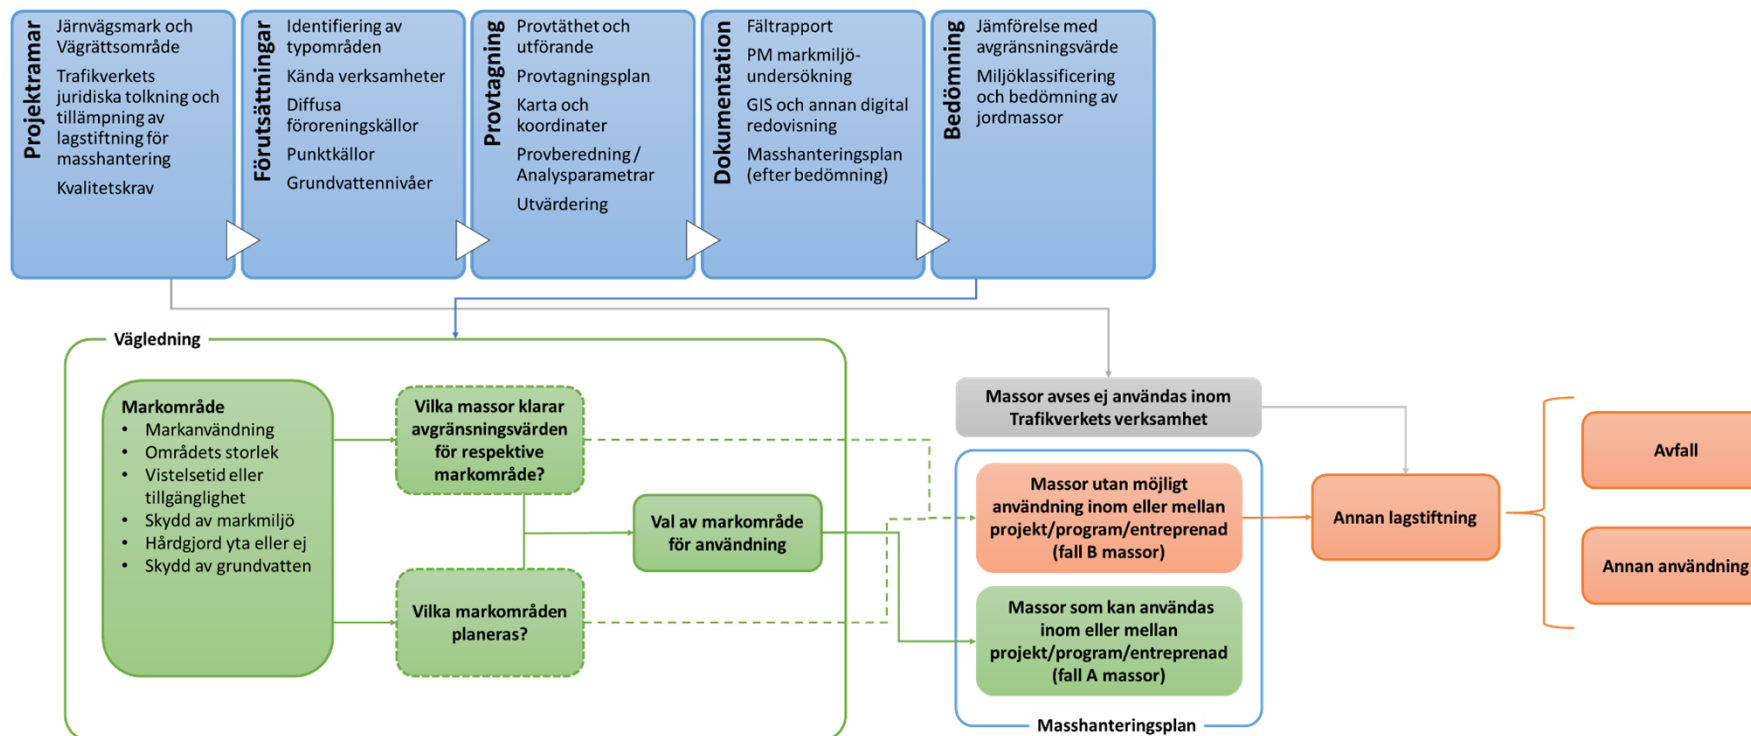 Projektramar
Järnvägsmark och
Vägrättsområde
Trafikverkets
juridiska tolkning och
tillämpning av
lagstiftning för
masshantering
Kvalitetskrav
Förutsättningar
Identifiering av
typområden
Kända verksamheter
Diffusa
föroreningskällor
Punktkällor
Grundvattennivåer
Provtagning
Provtäthet och
utförande
Provtagningsplan
Karta och
koordinater
Provberedning /
Analysparametrar
Utvärdering
Dokumentation
Fältrapport
PM markmiljö-
undersökning
GIS och annan digital
redovisning
Masshanteringsplan
(efter bedömning)
Bedömning
Jämförelse med
avgränsningsvärde
Miljöklassificering
och bedömning av
jordmassor
Vägledning
Markområde
• Markanvändning
• Områdets storlek
• Vistelsetid eller
tillgänglighet
• Skydd av markmiljö
• Hårdgjord yta eller ej
• Skydd av grundvatten
Vilka massor klarar
avgränsningsvärden
för respektive
markområde?
Vilka markområden
planeras?
Val av markområde
för användning
Massor avses ej användas inom
Trafikverkets verksamhet
Massor utan möjligt
användning inom eller mellan
projekt/program/entreprenad
(fall B massor)
Massor som kan användas
inom eller mellan
projekt/program/entreprenad
(fall A massor)
Masshanteringsplan
Annan lagstiftning
Avfall
Annan användning